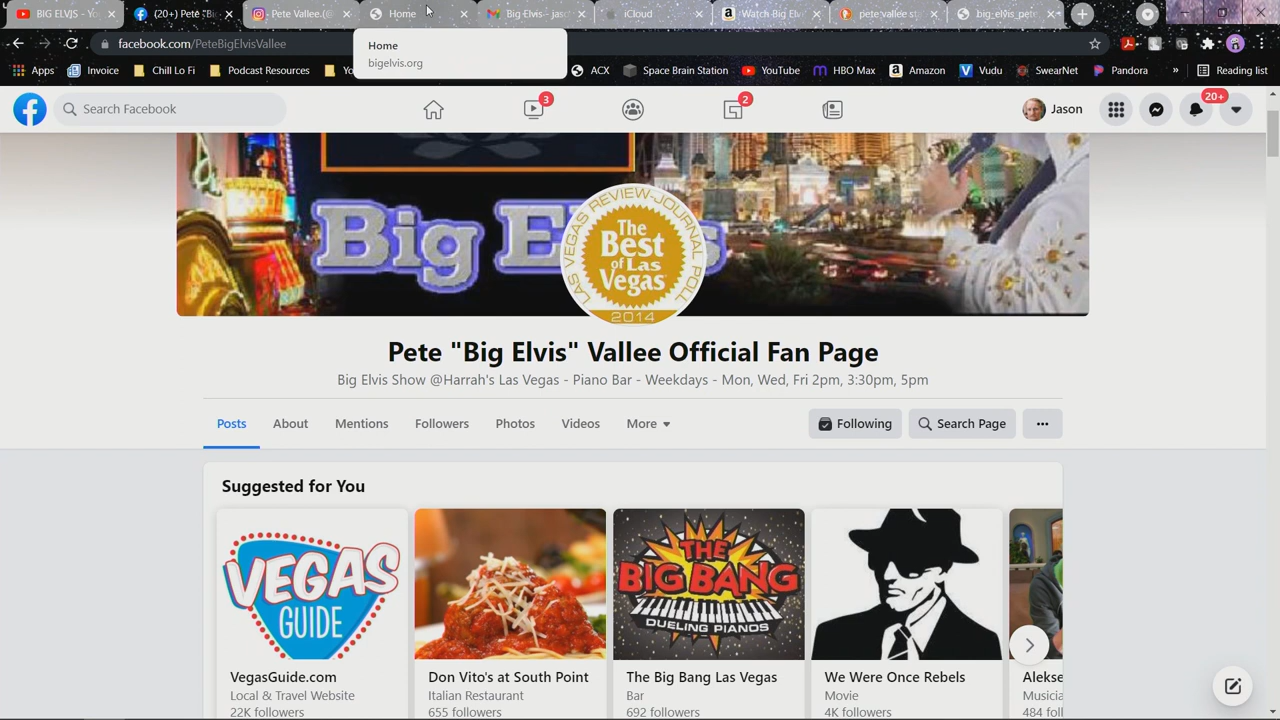 BIG ELVIS - Yo
(20+) Pete "Bi
Pete Vallee (@
Home
Big Elvis - jasc
iCloud
Watch Big Elvi
pete vallee st
big_elvis_pete
facebook.com/PeteBigElvisVallee
Home
bigelvis.org
Apps
Invoice
Chill Lo Fi
Podcast Resources
Yo
ACX
Space Brain Station
YouTube
HBO Max
Amazon
Vudu
SwearNet
Pandora
»
Reading list
Search Facebook
3
2
Jason
20+
Big E
s
LAS VEGAS REVIEW-JOURNAL POLL
The
Best
of Las
Vegas
2014
Pete "Big Elvis" Vallee Official Fan Page
Big Elvis Show @Harrah's Las Vegas - Piano Bar - Weekdays - Mon, Wed, Fri 2pm, 3:30pm, 5pm
Posts
About
Mentions
Followers
Photos
Videos
More
Following
Search Page
Suggested for You
VEGAS
GUIDE
THE
BIG BANG
DUELING PIANOS
VegasGuide.com
Don Vito's at South Point
The Big Bang Las Vegas
We Were Once Rebels
Alekse
Local & Travel Website
Italian Restaurant
Bar
Movie
Musicia
22K followers
655 followers
692 followers
4K followers
484 foll